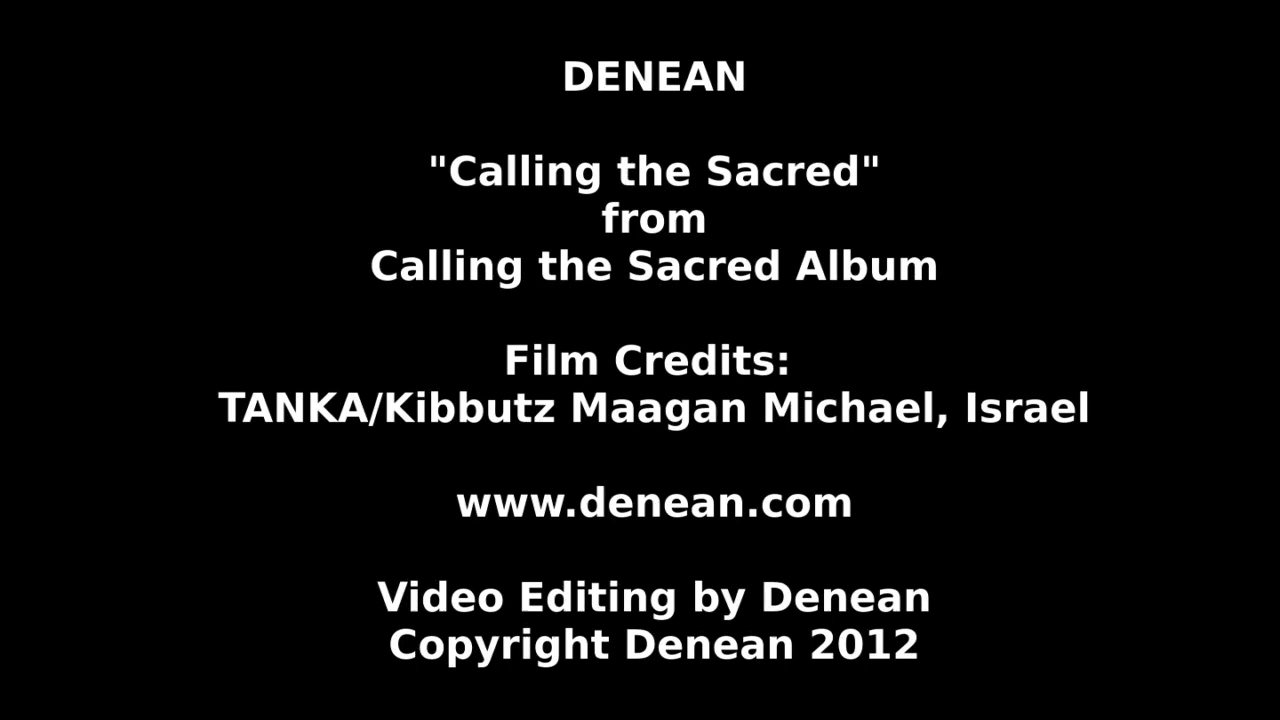 DENEAN
"Calling the Sacred"
from
Calling the Sacred Album
Film Credits:
TANKA/Kibbutz Maagan Michael, Israel
www.denean.com
Video Editing by Denean
Copyright Denean 2012